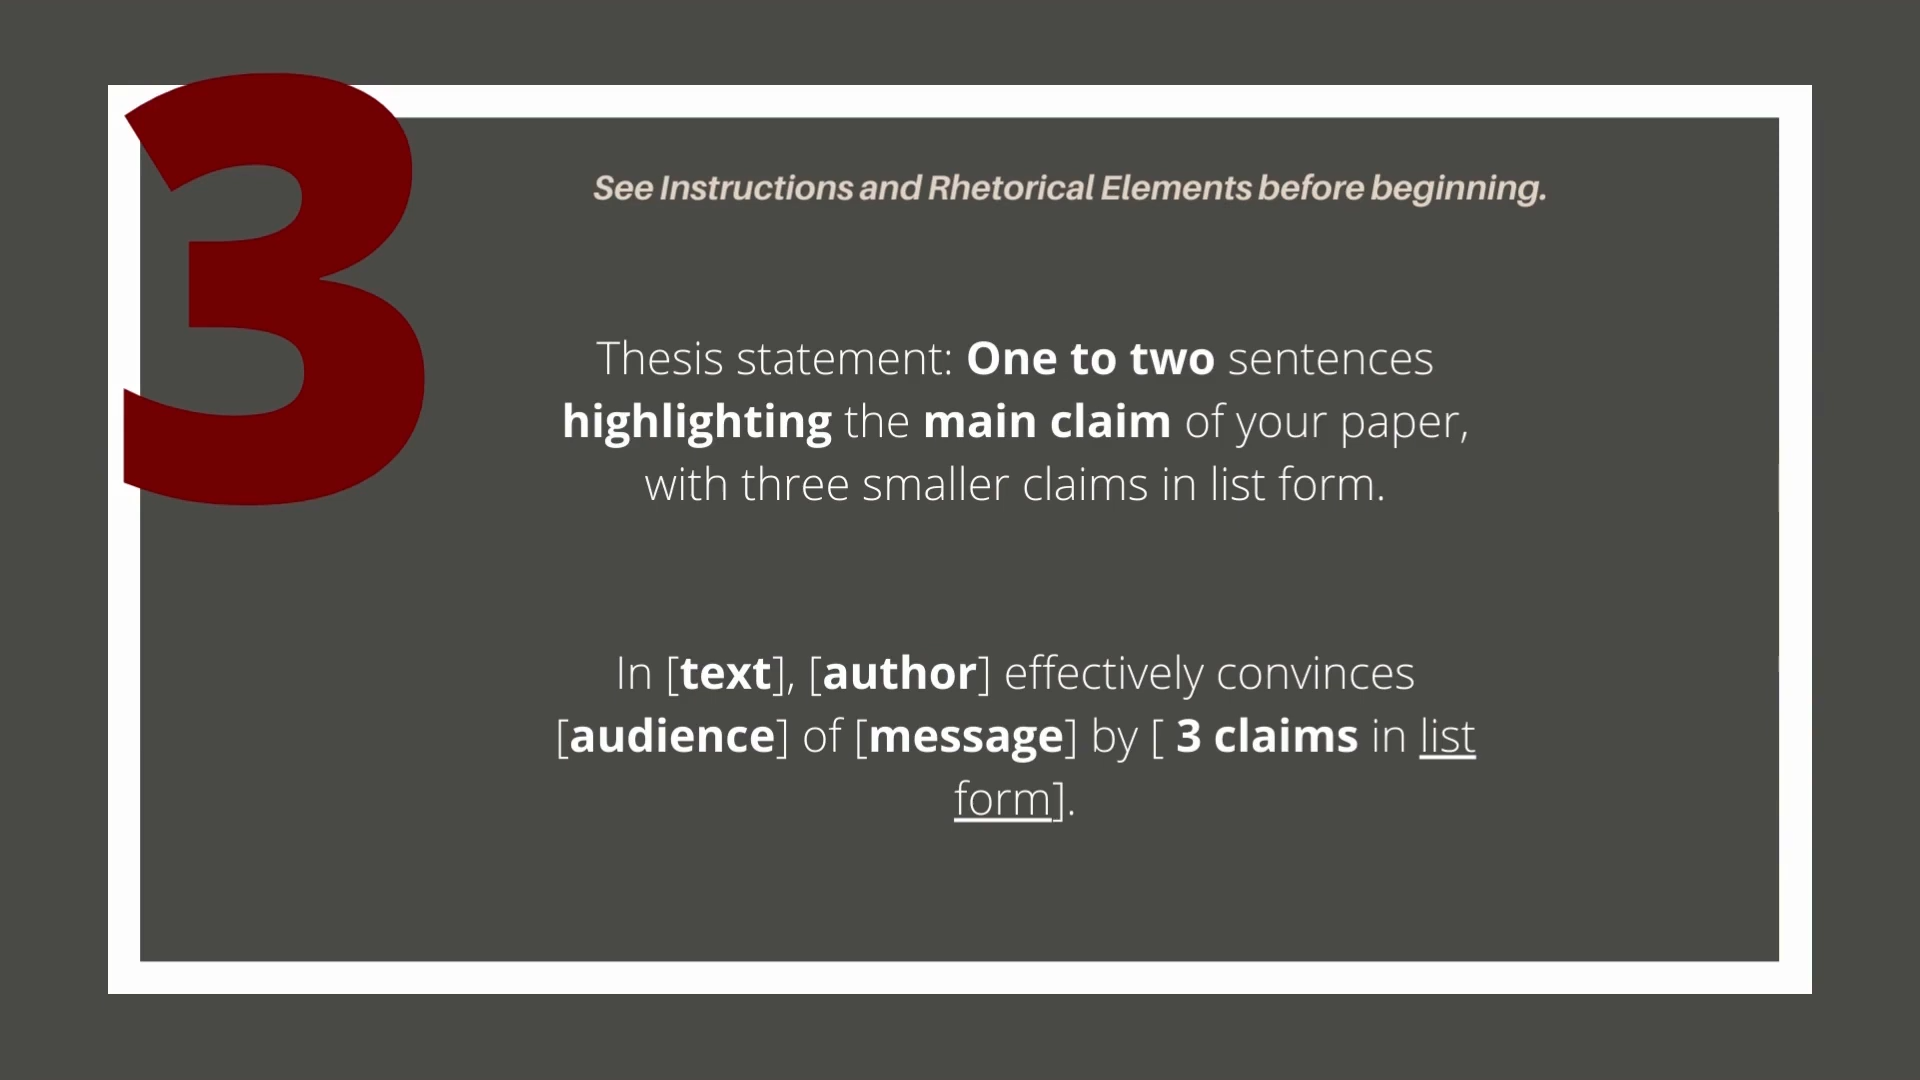 3
See Instructions and Rhetorical Elements before beginning.
Thesis statement: One to two sentences
highlighting the main claim of your paper,
with three smaller claims in list form.
In [text], [author] effectively convinces
[audience] of [message] by [ 3 claims in list
form].